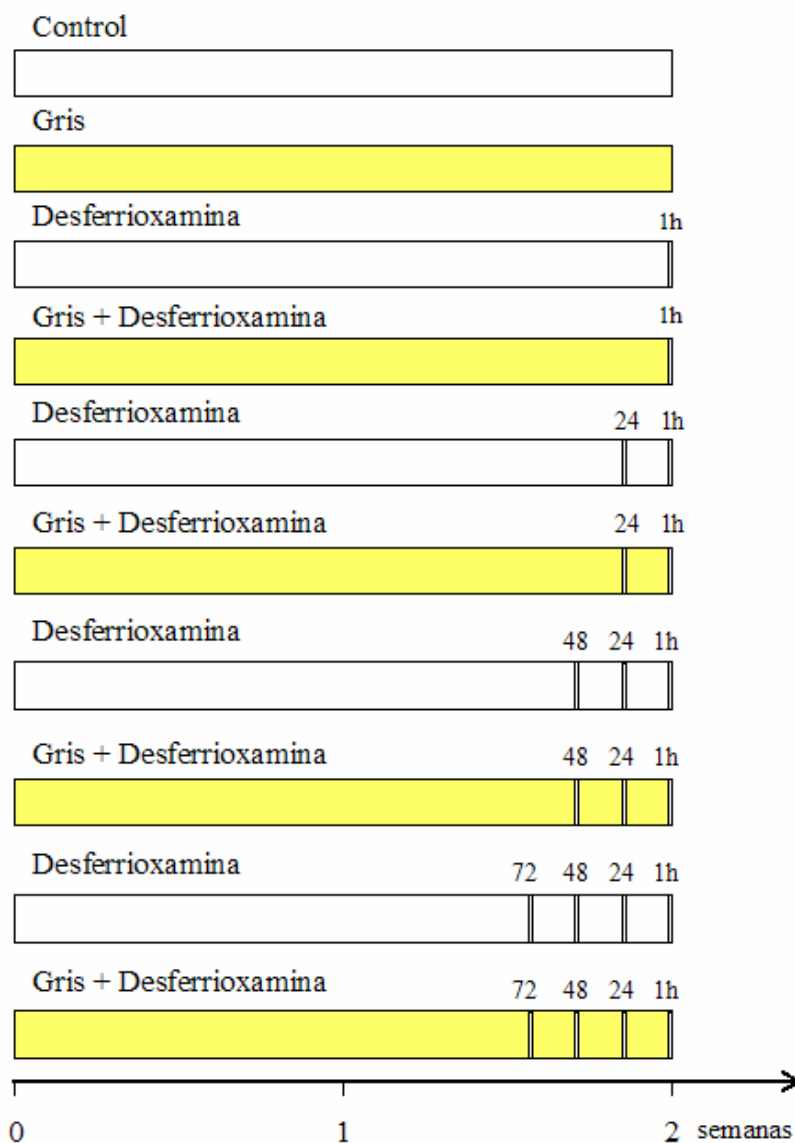 Control
Gris
Desferrioxamina
1h
Gris + Desferrioxamina
1h
Desferrioxamina
24 1h
Gris + Desferrioxamina
24 1h
Desferrioxamina
48 24 1h
Gris + Desferrioxamina
48 24 1h
Desferrioxamina
72 48 24 1h
Gris + Desferrioxamina
72 48 24 1h
0 1 2 semanas